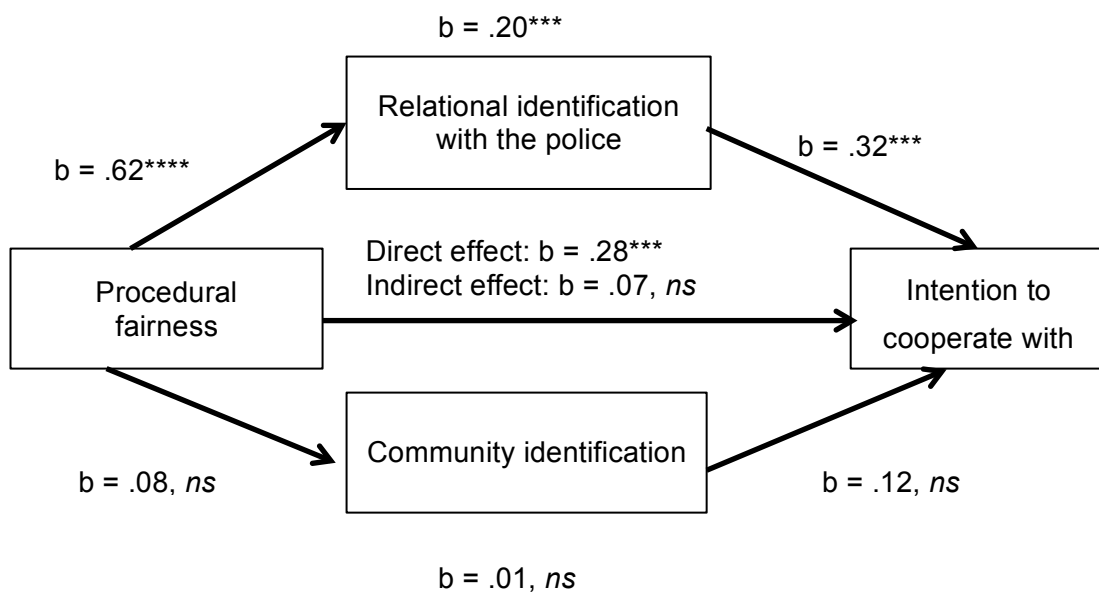 b = .20***
Relational identification
with the police
b = .62****
b = .32***
Direct effect: b = .28***
Indirect effect: b = .07, ns
Procedural
fairness
Intention to
cooperate with
Community identification
b = .08, ns
b = .12, ns
b = .01, ns